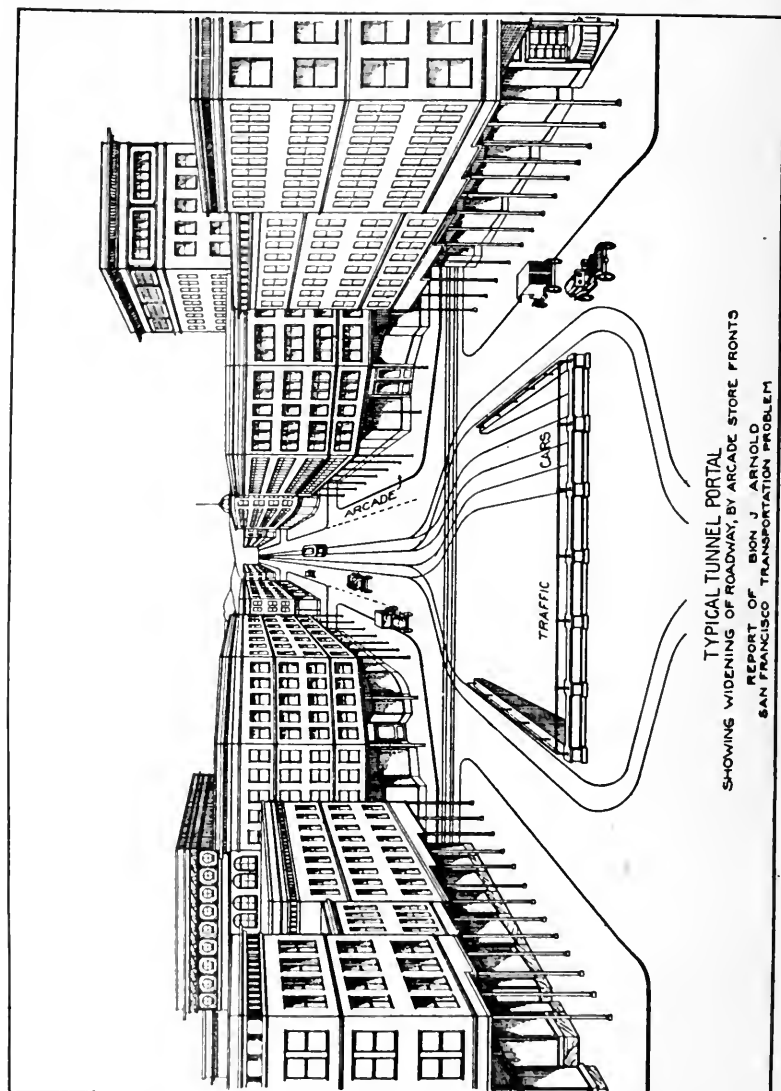 ARCADE
TRAFFIC
CARS
TYPICAL TUNNEL PORTAL
SHOWING WIDENING OF ROADWAY, BY ARCADE STORE FRONTS
REPORT OF BION J ARNOLD
SAN FRANCISCO TRANSPORTATION PROBLEM